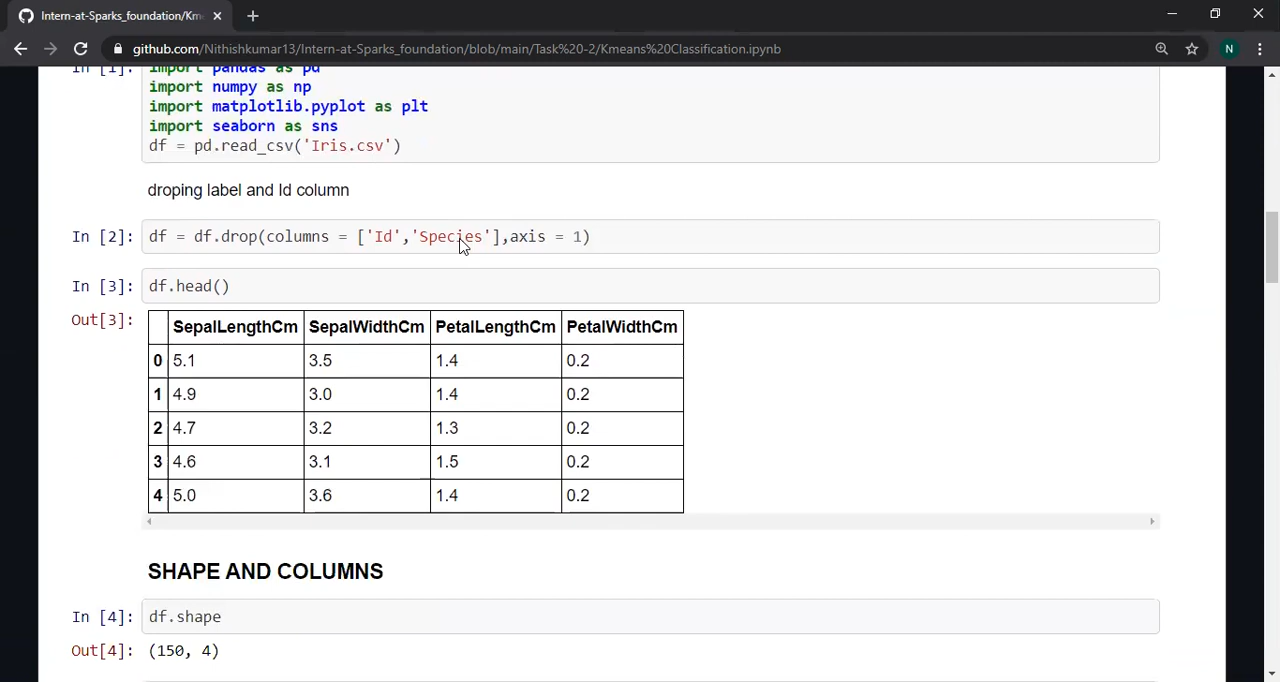 Intern-at-Sparks_foundation/Km
github.com/Nithishkumar13/Intern-at-Sparks_foundation/blob/main/Task%20-2/Kmeans%20Classification.ipynb
N
In [1]:
import pandas as pd
import numpy as np
import matplotlib.pyplot as plt
import seaborn as sns
df = pd.read_csv('Iris.csv')
droping label and Id column
In [2]: df = df.drop(columns = ['Id','Species'],axis = 1)
In [3]: df.head()
Out[3]:
SepalLengthCm SepalWidthCm PetalLengthCm PetalWidthCm
0 5.1 3.5 1.4 0.2
1 4.9 3.0 1.4 0.2
2 4.7 3.2 1.3 0.2
3 4.6 3.1 1.5 0.2
4 5.0 3.6 1.4 0.2
SHAPE AND COLUMNS
In [4]: df.shape
Out[4]: (150, 4)